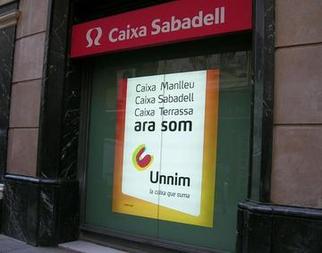 Caixa Sabadell
Caixa Manlleu
Caixa Sabadell
Caixa Terrassa
ara som
Unnim
la caixa que suma